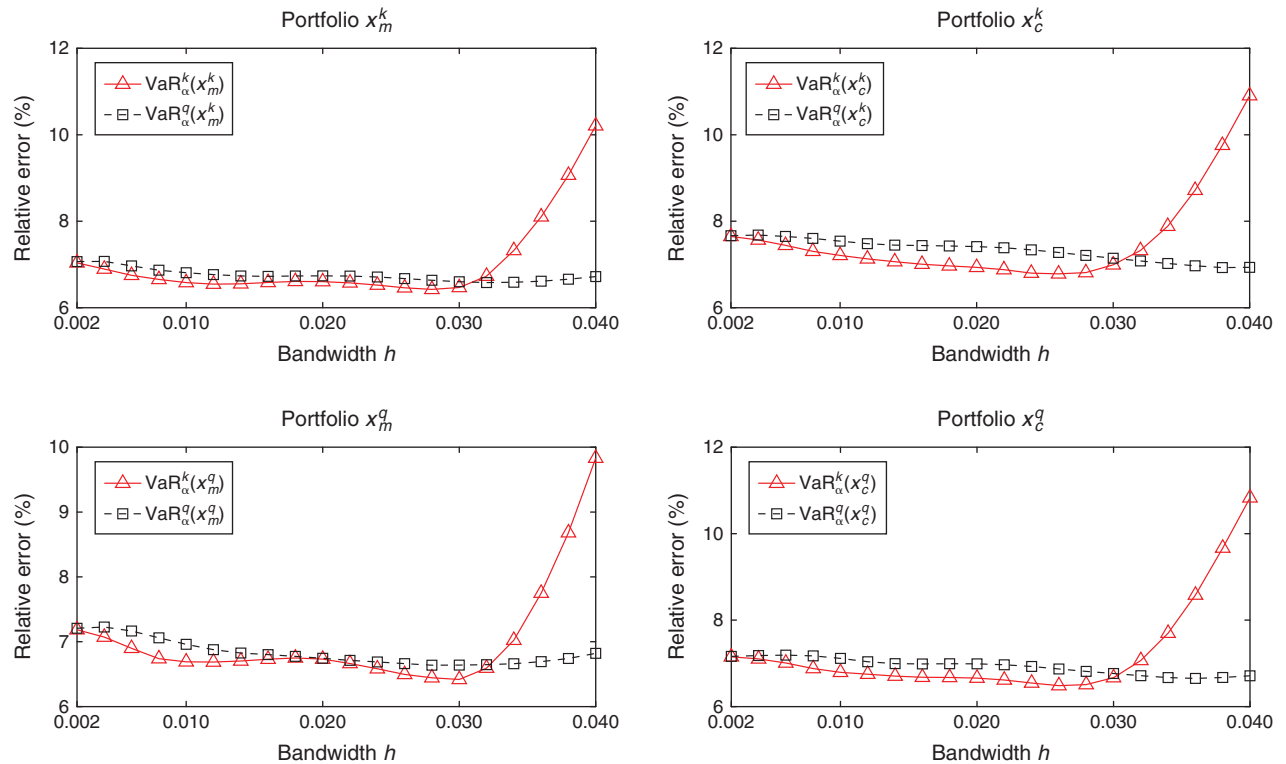 Portfolio x_m^k
Relative error (%)
12
10
8
6
VaR_α^k(x_m^k)
VaR_α^q(x_m^k)
0.002 0.010 0.020 0.030 0.040
Bandwidth h
Portfolio x_c^k
Relative error (%)
12
10
8
6
VaR_α^k(x_c^k)
VaR_α^q(x_c^k)
0.002 0.010 0.020 0.030 0.040
Bandwidth h
Portfolio x_m^q
Relative error (%)
10
9
8
7
6
VaR_α^k(x_m^q)
VaR_α^q(x_m^q)
0.002 0.010 0.020 0.030 0.040
Bandwidth h
Portfolio x_c^q
Relative error (%)
12
10
8
6
VaR_α^k(x_c^q)
VaR_α^q(x_c^q)
0.002 0.010 0.020 0.030 0.040
Bandwidth h